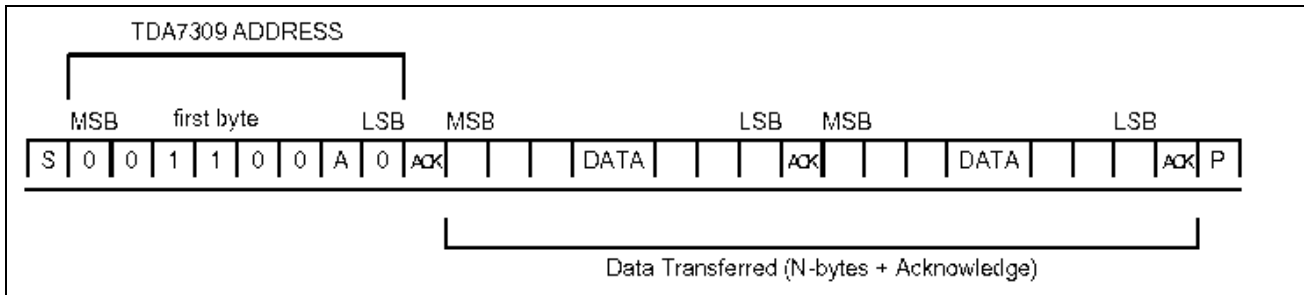 TDA7309 ADDRESS
MSB first byte LSB MSB LSB MSB LSB
S 0 0 1 1 0 0 A 0 ACK DATA ACK DATA ACK P
Data Transferred (N-bytes + Acknowledge)